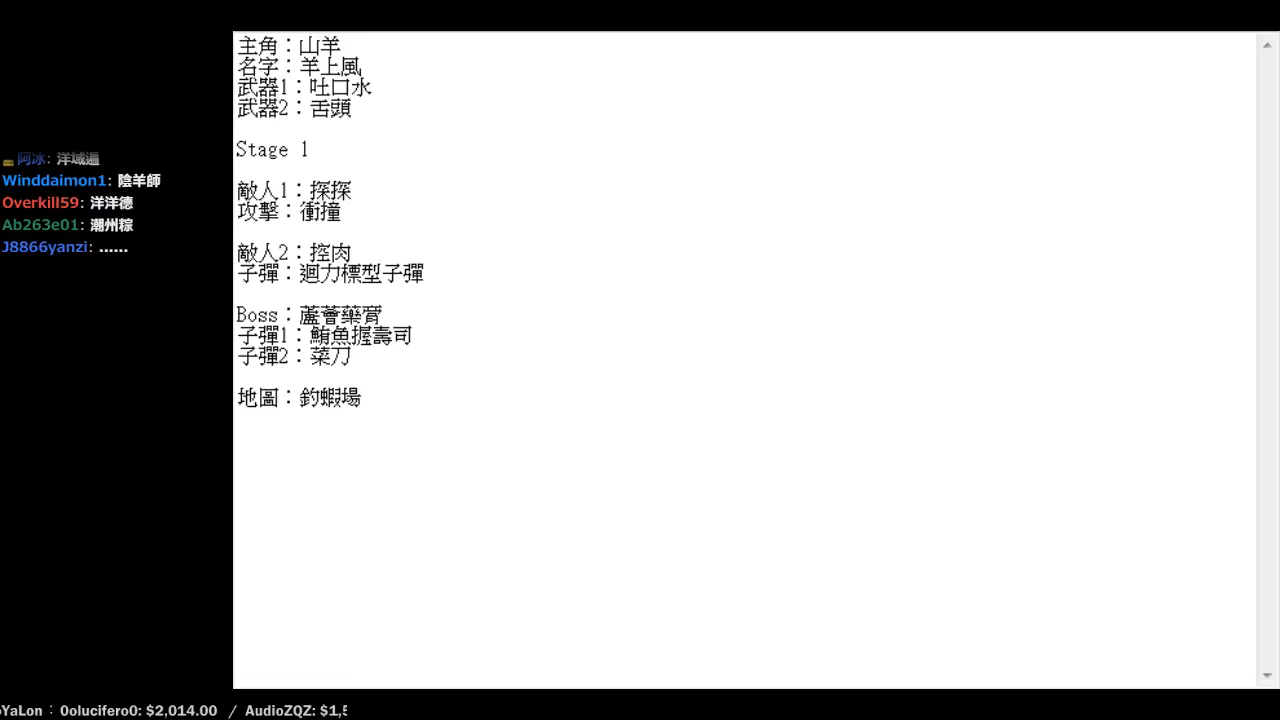 主角：山羊
名字：羊上風
武器1：吐口水
武器2：舌頭
Stage 1
敵人1：探探
攻擊：衝撞
敵人2：控肉
子彈：迴力標型子彈
Boss：蘆薈藥膏
子彈1：鮪魚握壽司
子彈2：菜刀
地圖：釣蝦場
阿冰: 洋域遍
Winddaimon1: 陰羊師
Overkill59: 洋洋德
Ab263e01: 潮州粽
J8866yanzi: ......
YaLon：0olucifero0: $2,014.00 / AudioZQZ: $1,5